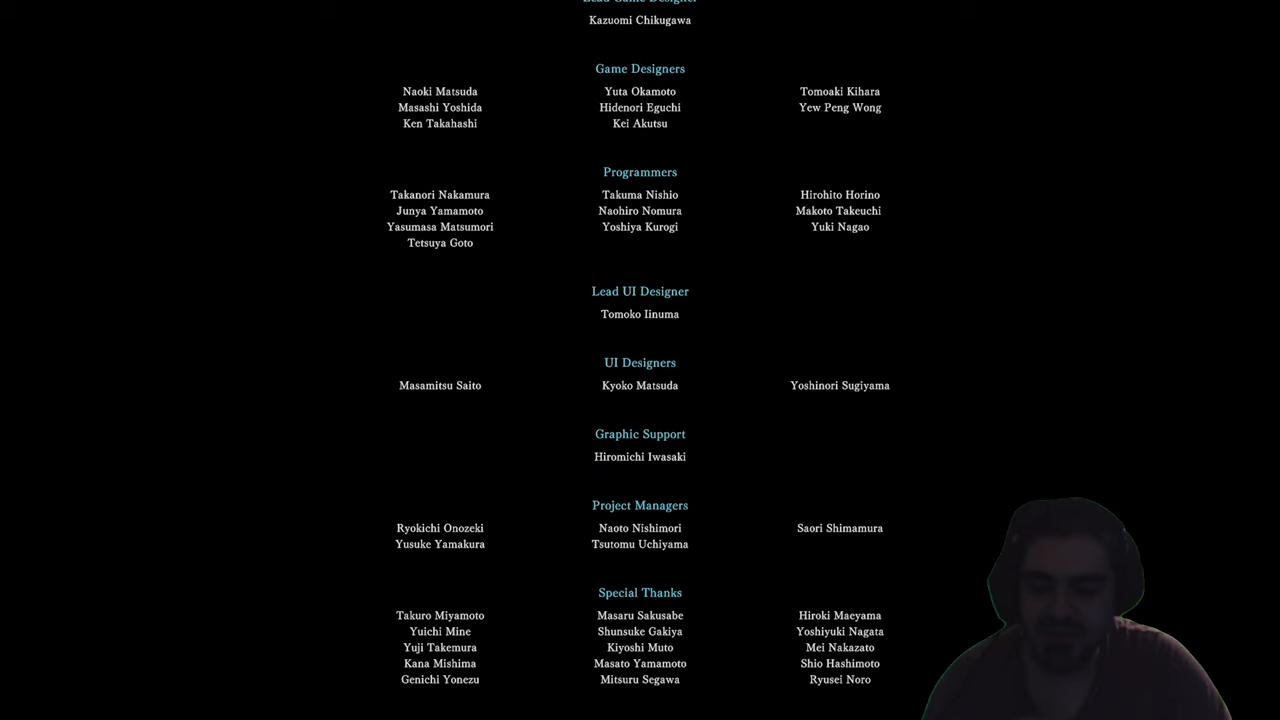 Lead Game Designer
Kazuomi Chikugawa
Game Designers
Naoki Matsuda Yuta Okamoto Tomoaki Kihara
Masashi Yoshida Hidenori Eguchi Yew Peng Wong
Ken Takahashi Kei Akutsu
Programmers
Takanori Nakamura Takuma Nishio Hirohito Horino
Junya Yamamoto Naohiro Nomura Makoto Takeuchi
Yasumasa Matsumori Yoshiya Kurogi Yuki Nagao
Tetsuya Goto
Lead UI Designer
Tomoko Iinuma
UI Designers
Masamitsu Saito Kyoko Matsuda Yoshinori Sugiyama
Graphic Support
Hiromichi Iwasaki
Project Managers
Ryokichi Onozeki Naoto Nishimori Saori Shimamura
Yusuke Yamakura Tsutomu Uchiyama
Special Thanks
Takuro Miyamoto Masaru Sakusabe Hiroki Maeyama
Yuichi Mine Shunsuke Gakiya Yoshiyuki Nagata
Yuji Takemura Kiyoshi Muto Mei Nakazato
Kana Mishima Masato Yamamoto Shio Hashimoto
Genichi Yonezu Mitsuru Segawa Ryusei Noro